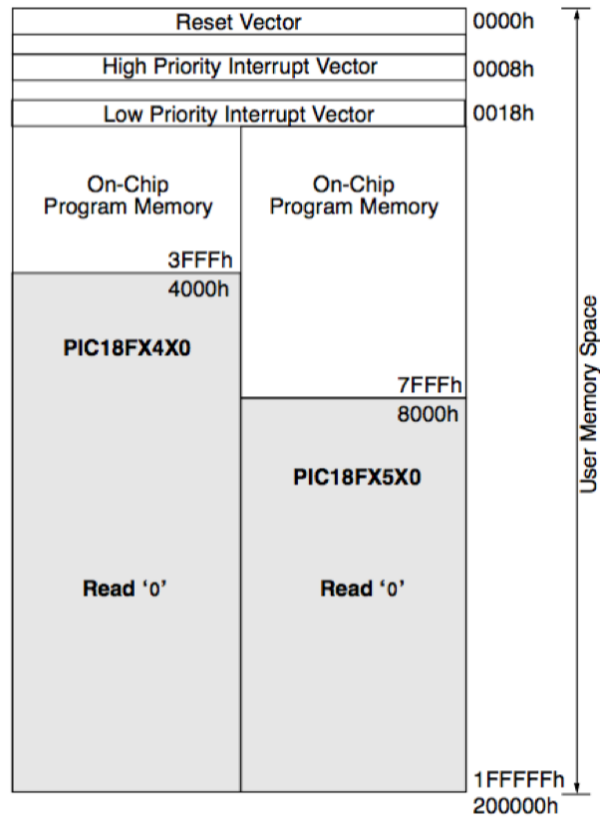 Reset Vector
0000h
High Priority Interrupt Vector
0008h
Low Priority Interrupt Vector
0018h
On-Chip
Program Memory
On-Chip
Program Memory
3FFFh
4000h
PIC18FX4X0
7FFFh
8000h
PIC18FX5X0
Read ‘0’
Read ‘0’
User Memory Space
1FFFFFh
200000h